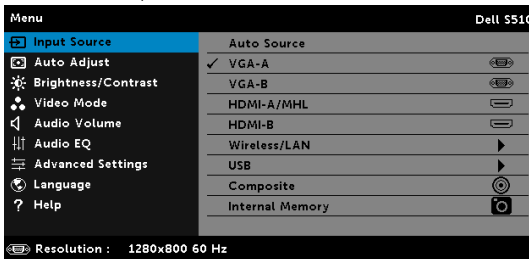 Menu Dell S510
Input Source
Auto Adjust
Brightness/Contrast
Video Mode
Audio Volume
Audio EQ
Advanced Settings
Language
? Help
Auto Source
✓ VGA-A
VGA-B
HDMI-A/MHL
HDMI-B
Wireless/LAN
USB
Composite
Internal Memory
Resolution : 1280x800 60 Hz